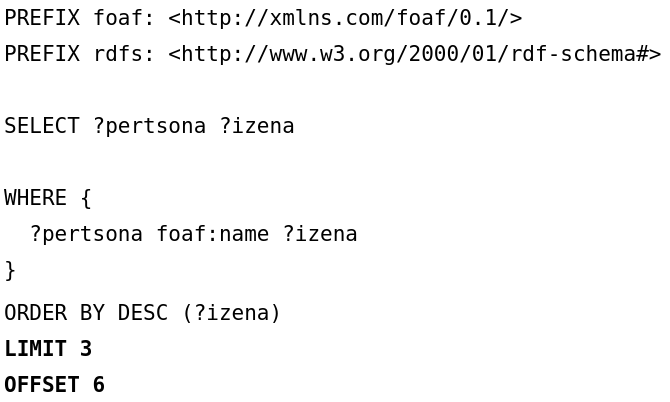 PREFIX foaf: <http://xmlns.com/foaf/0.1/>
PREFIX rdfs: <http://www.w3.org/2000/01/rdf-schema#>
SELECT ?pertsona ?izena
WHERE {
  ?pertsona foaf:name ?izena
}
ORDER BY DESC (?izena)
LIMIT 3
OFFSET 6